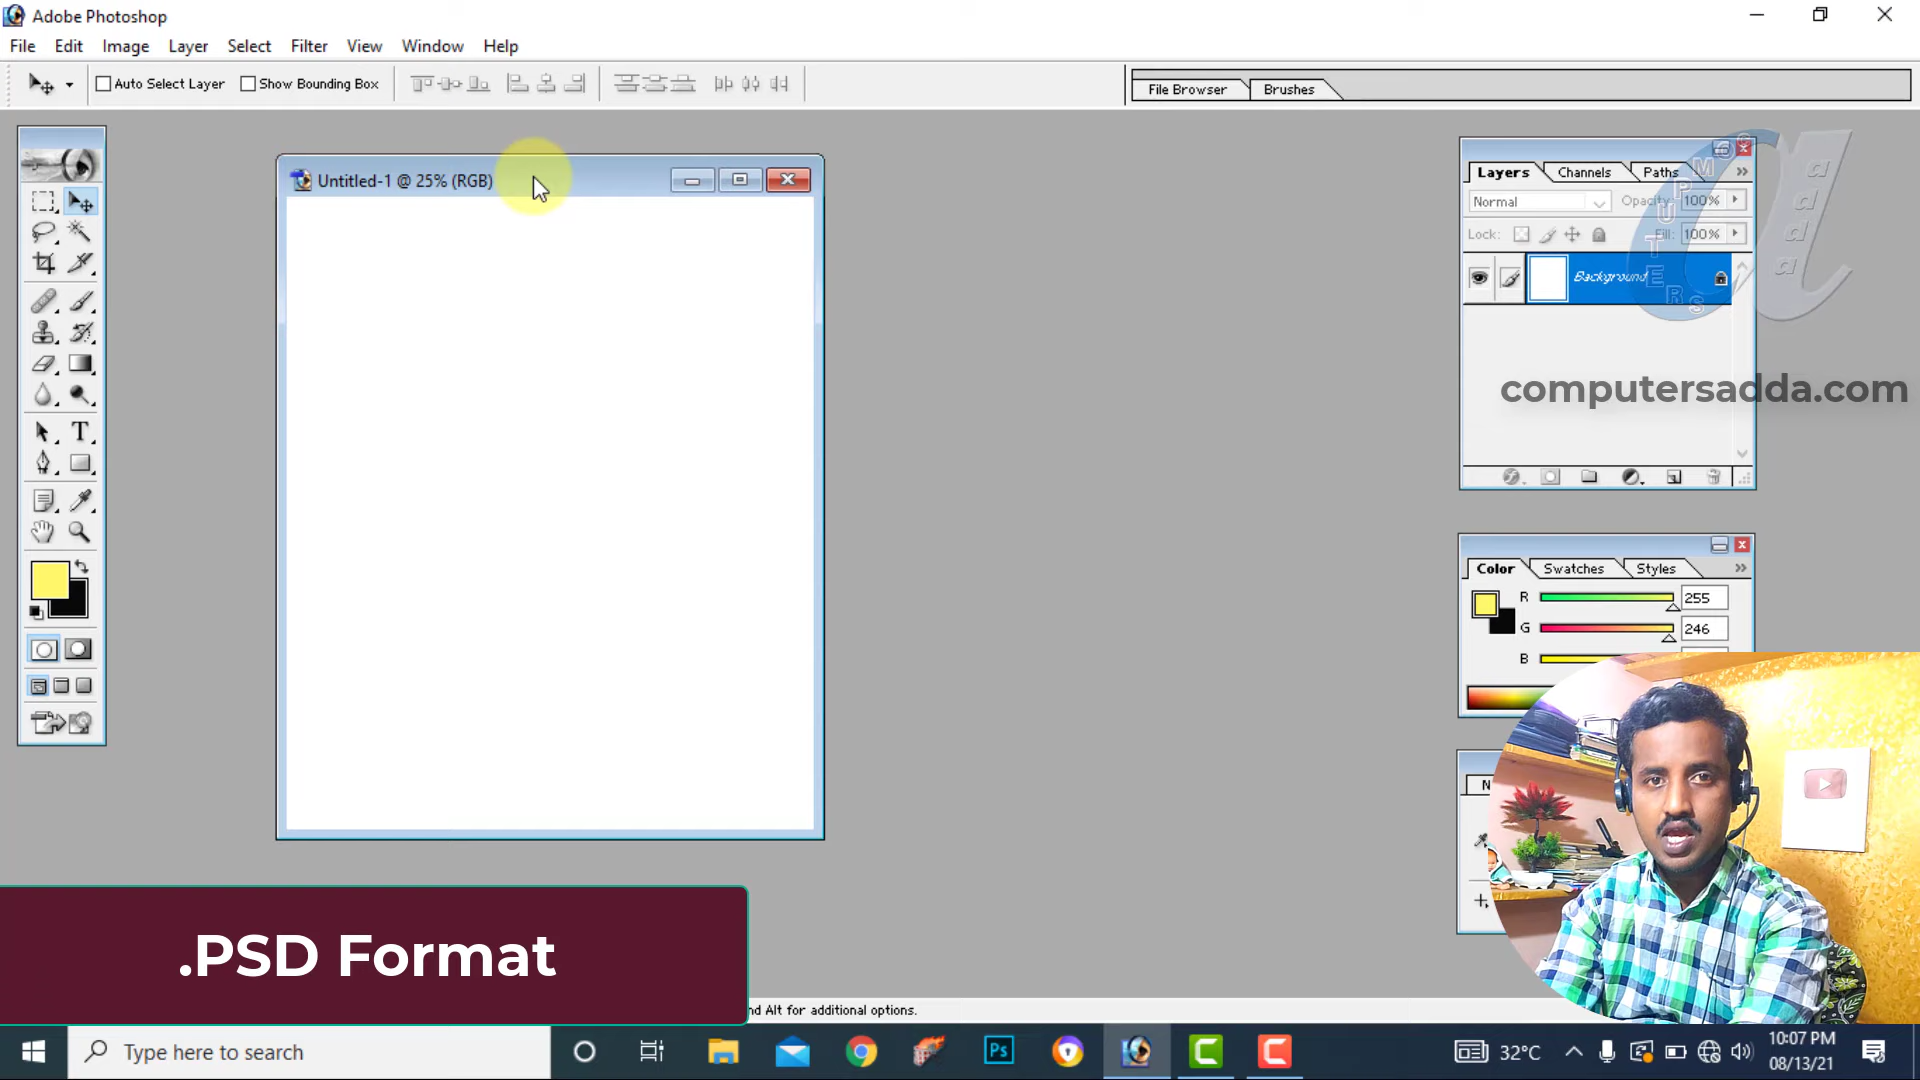 Adobe Photoshop
File Edit Image Layer Select Filter View Window Help
Auto Select Layer Show Bounding Box
File Browser Brushes
Untitled-1 @ 25% (RGB)
Layers Channels Paths
Normal Opacity: 100%
Lock: Fill: 100%
Background
COMPUTERS
adda
computersadda.com
Color Swatches Styles
R 255
G 246
B
N
T
.PSD Format
nd Alt for additional options.
Type here to search
Ps
32°C
10:07 PM
08/13/21